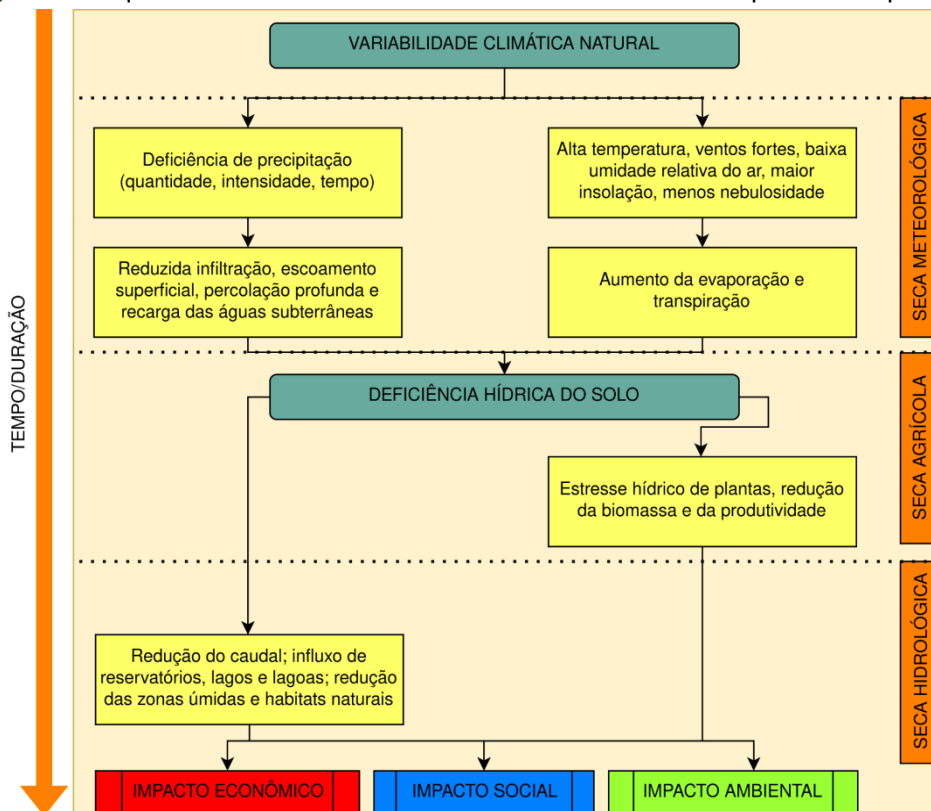 VARIABILIDADE CLIMÁTICA NATURAL
Deficiência de precipitação
(quantidade, intensidade, tempo)
Alta temperatura, ventos fortes, baixa
umidade relativa do ar, maior
insolação, menos nebulosidade
Reduzida infiltração, escoamento
superficial, percolação profunda e
recarga das águas subterrâneas
Aumento da evaporação e
transpiração
SECA METEOROLÓGICA
TEMPO/DURAÇÃO
DEFICIÊNCIA HÍDRICA DO SOLO
Estresse hídrico de plantas, redução
da biomassa e da produtividade
SECA AGRÍCOLA
Redução do caudal; influxo de
reservatórios, lagos e lagoas; redução
das zonas úmidas e habitats naturais
SECA HIDROLÓGICA
IMPACTO ECONÔMICO
IMPACTO SOCIAL
IMPACTO AMBIENTAL